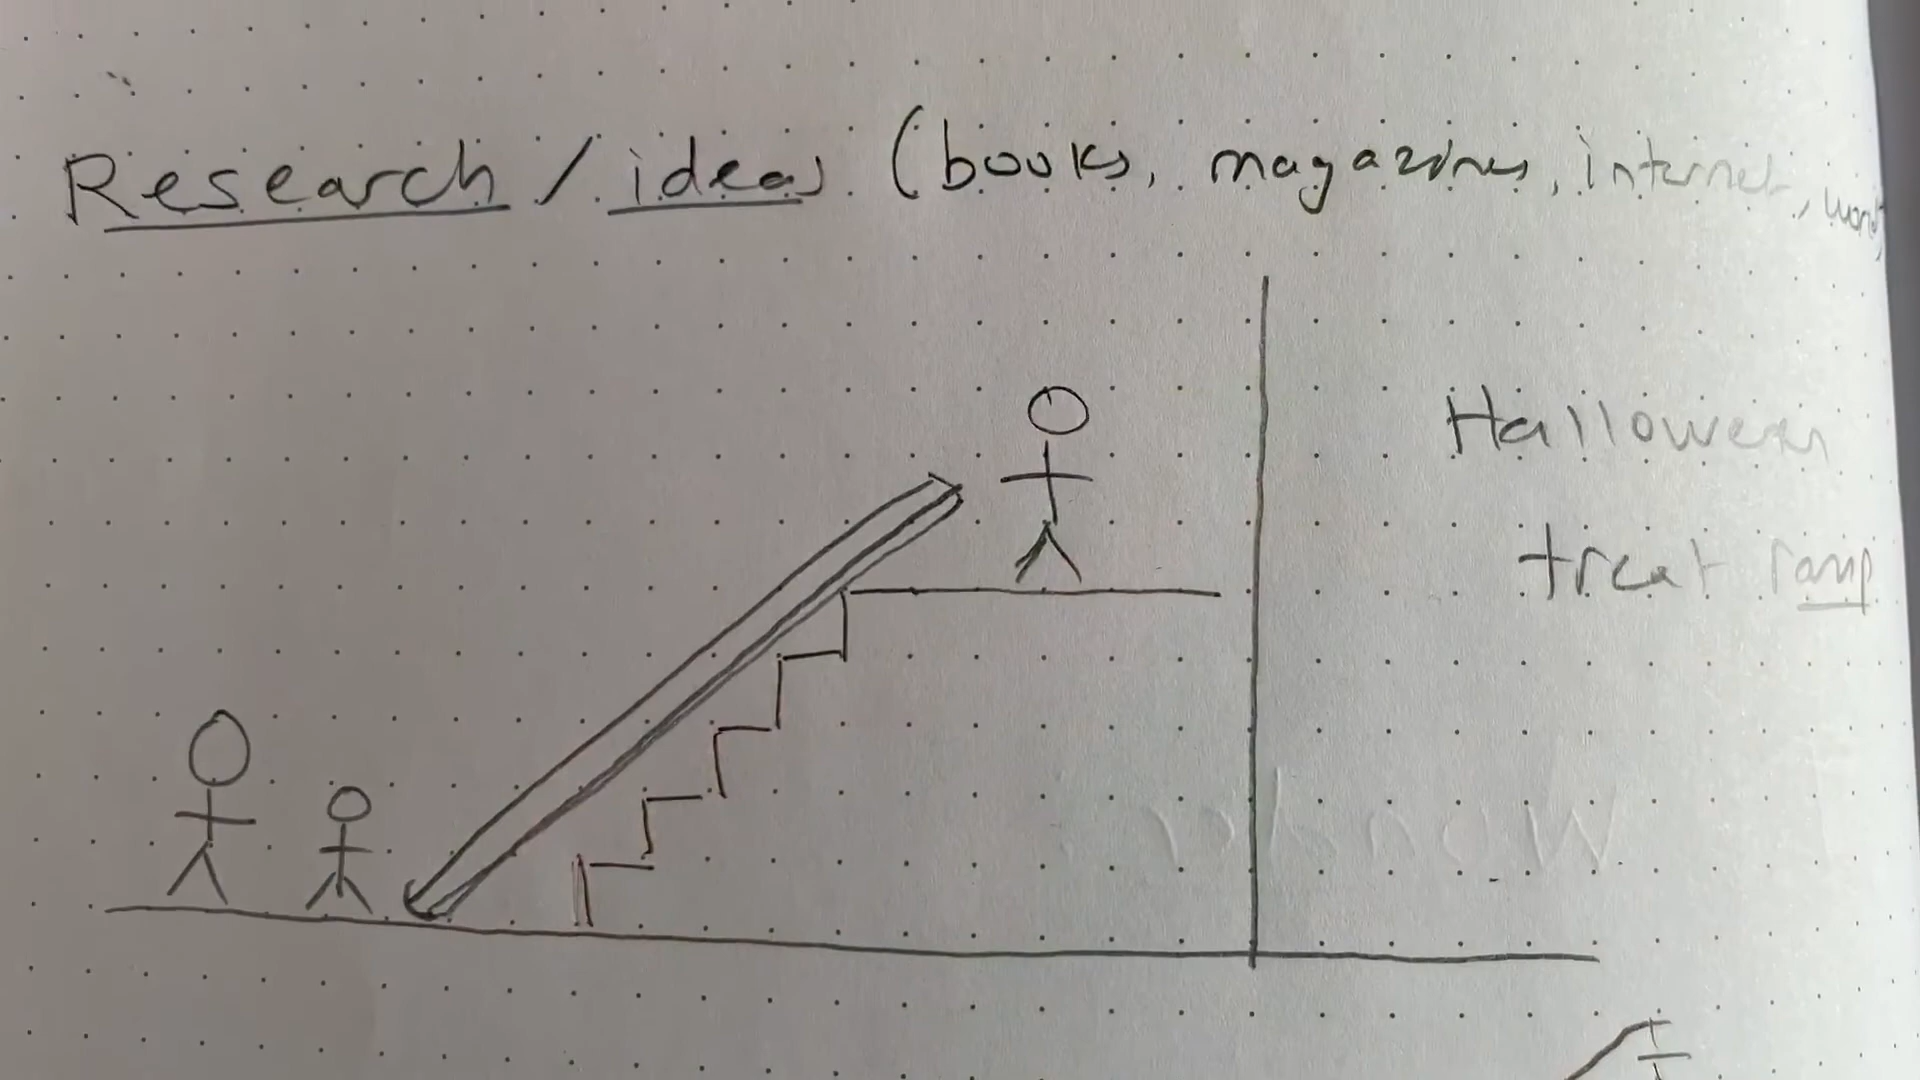 Research / ideas (books, magazines, internet,
Halloween
treat ramp